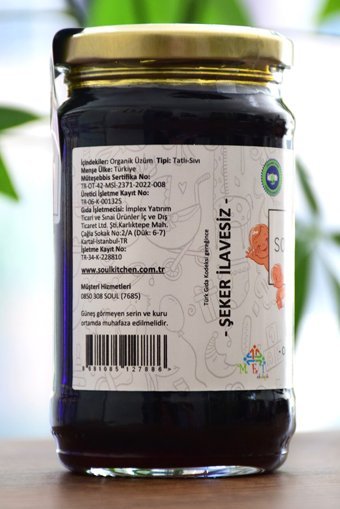 İçindekiler: Organik Üzüm Tipi: Tatlı-Sıvı
Menşe Ülke: Türkiye
Müteşebbis Sertifika No:
TR-OT-42-MSİ-2371-2022-008
Üretici İşletme Kayıt No:
TR-06-K-001325
Gıda İşletmecisi: İmplex Yatırım
Ticari ve Sınai Ürünler İç ve Dış
Ticaret Ltd. Şti.Karlıktepe Mah.
Çağla Sokak No:2/A (Dük: 6-7)
Kartal-İstanbul-TR
İşletme Kayıt No:
TR-34-K-228810
www.soulkitchen.com.tr
Müşteri Hizmetleri
0850 308 SOUL (7685)
Güneş görmeyen serin ve kuru
ortamda muhafaza edilmelidir.
8681085127886
Türk Gıda Kodeksi gereğince
- ŞEKER İLAVESİZ -